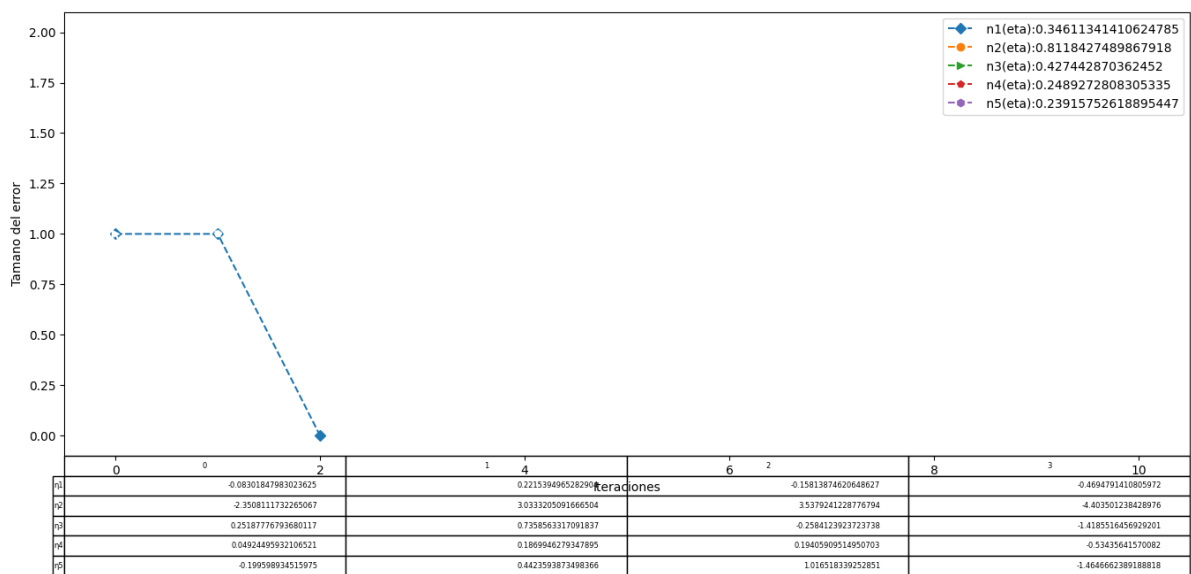 2.00
n1(eta):0.34611341410624785
n2(eta):0.8118427489867918
1.75
n3(eta):0.427442870362452
n4(eta):0.2489272808305335
n5(eta):0.23915752618895447
1.50
1.25
Tamano del error
1.00
0.75
0.50
0.25
0.00
0 2 4 6 8 10
0 1 2 3
Iteraciones
η1 -0.08301847983023625 -0.15813874620648627 -0.4694791410805972
η2 -2.3508111732265067 3.0333205091666504 3.5379241228776794 -4.403501238428976
η3 0.25187776793680117 0.7358563317091837 -0.2584123923723738 -1.4185516456929201
η4 0.04924495932106521 0.1869946279347895 0.19405909514950703 -0.53435641570082
η5 -0.199598934515975 0.4423593873498366 1.016518339252851 -1.4646662389188818